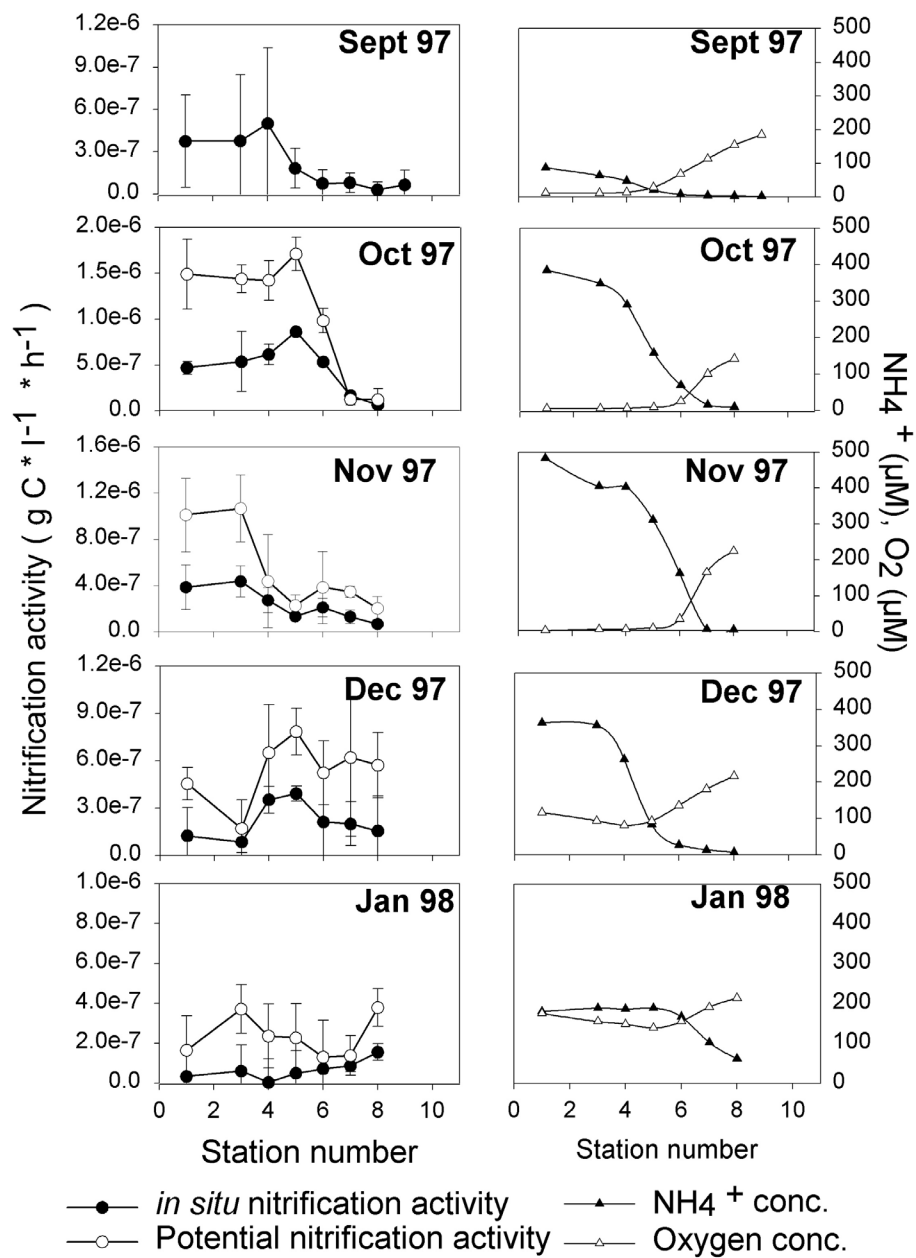 Nitrification activity ( g C * l-1 * h-1)
1.2e-6
9.0e-7
6.0e-7
3.0e-7
0.0
Sept 97
Sept 97
500
400
300
200
100
0
2.0e-6
1.5e-6
1.0e-6
5.0e-7
0.0
Oct 97
Oct 97
500
400
300
200
100
0
1.6e-6
1.2e-6
8.0e-7
4.0e-7
0.0
Nov 97
Nov 97
500
400
300
200
100
0
1.2e-6
9.0e-7
6.0e-7
3.0e-7
0.0
Dec 97
Dec 97
500
400
300
200
100
0
1.0e-6
8.0e-7
6.0e-7
4.0e-7
2.0e-7
0.0
Jan 98
Jan 98
500
400
300
200
100
0
NH4 + (µM), O2 (µM)
0 2 4 6 8 10
0 2 4 6 8 10
Station number
Station number
in situ nitrification activity
NH4 + conc.
Potential nitrification activity
Oxygen conc.